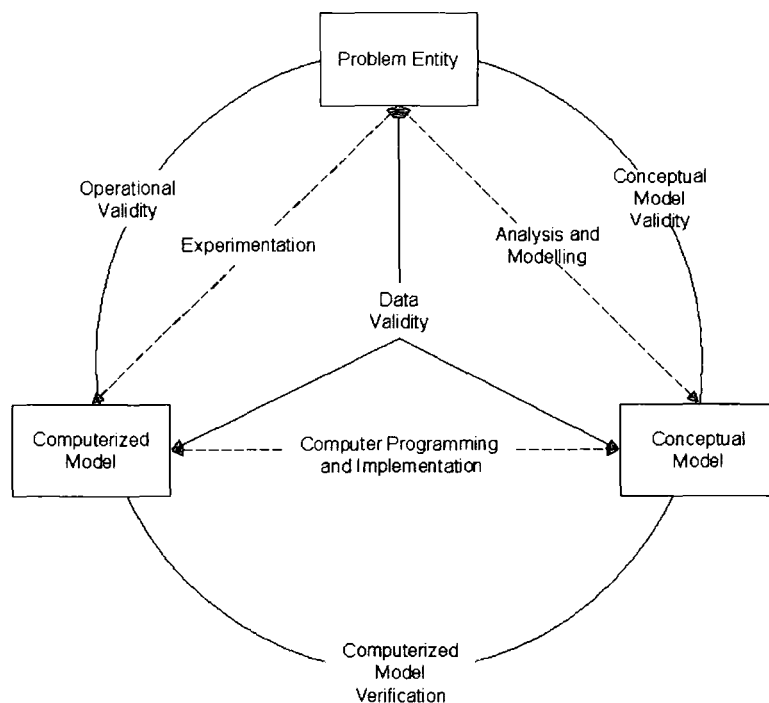 Problem Entity
Operational
Validity
Conceptual
Model
Validity
Experimentation
Analysis and
Modelling
Data
Validity
Computerized
Model
Computer Programming
and Implementation
Conceptual
Model
Computerized
Model
Verification